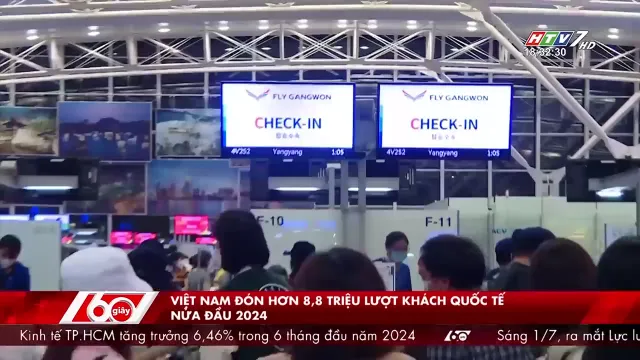 HTV7 HD
18:32:30
FLY GANGWON
CHECK-IN
4V252 Yangyang 1:05
FLY GANGWON
CHECK-IN
4V252 Yangyang 1:05
F-10
F-11
60 giây
VIỆT NAM ĐÓN HƠN 8,8 TRIỆU LƯỢT KHÁCH QUỐC TẾ
NỬA ĐẦU 2024
Kinh tế TP.HCM tăng trưởng 6,46% trong 6 tháng đầu năm 2024 60 Sáng 1/7, ra mắt Lực l